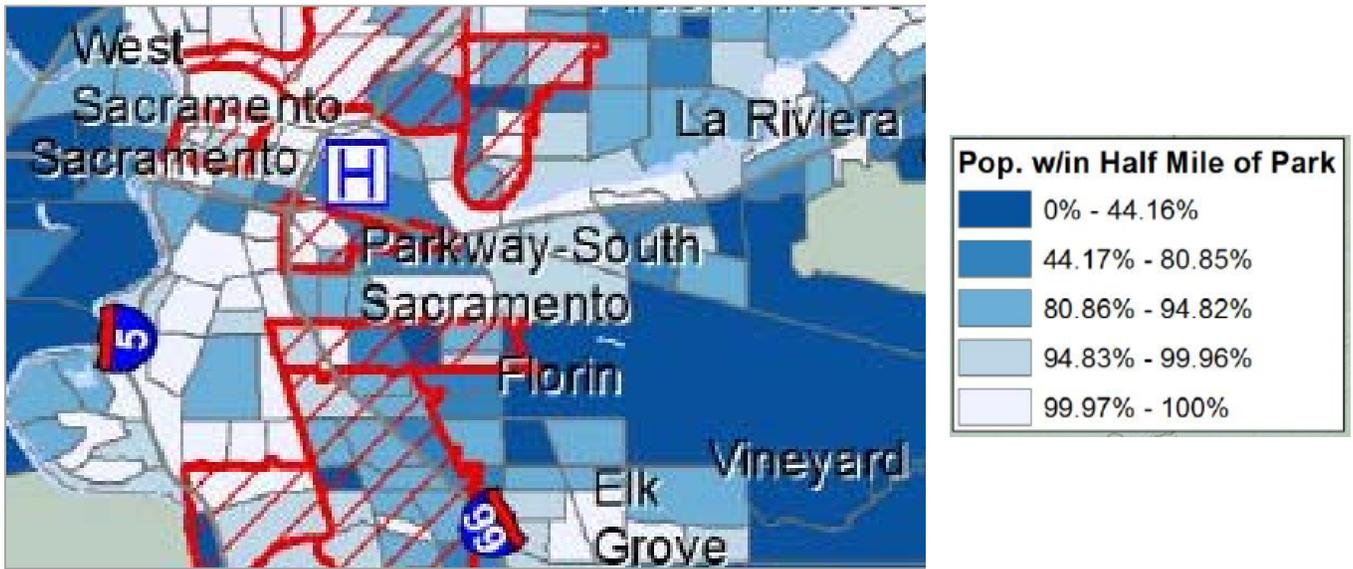 West
Sacramento
Sacramento
H
La Riviera
Parkway-South
Sacramento
5
Florin
Vineyard
Elk
Grove
99
Pop. w/in Half Mile of Park
0% - 44.16%
44.17% - 80.85%
80.86% - 94.82%
94.83% - 99.96%
99.97% - 100%